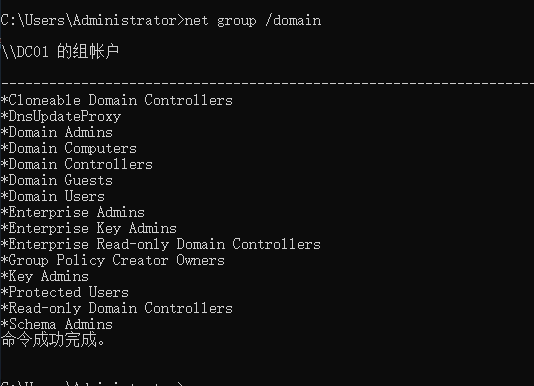 C:\Users\Administrator>net group /domain
\\DC01 的组帐户
-------------------------------------------------------------------------------
*Cloneable Domain Controllers
*DnsUpdateProxy
*Domain Admins
*Domain Computers
*Domain Controllers
*Domain Guests
*Domain Users
*Enterprise Admins
*Enterprise Key Admins
*Enterprise Read-only Domain Controllers
*Group Policy Creator Owners
*Key Admins
*Protected Users
*Read-only Domain Controllers
*Schema Admins
命令成功完成。
C:\Users\Administrator>